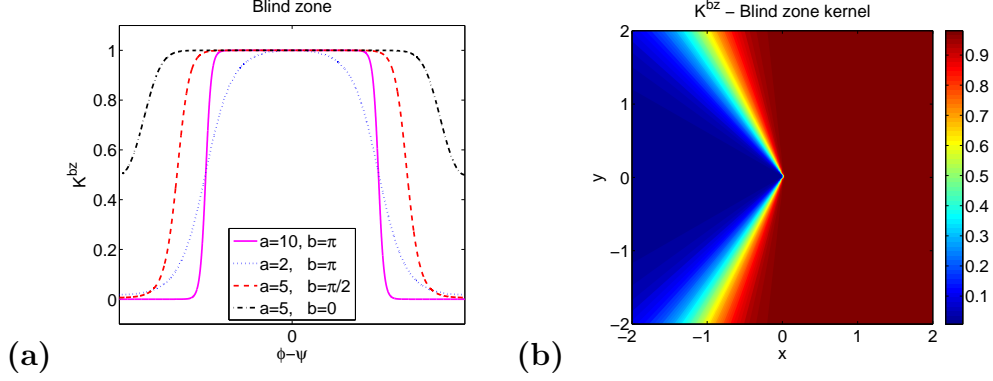 Blind zone
1
0.8
0.6
0.4
0.2
0
K^bz
a=10, b=π
a=2, b=π
a=5, b=π/2
a=5, b=0
0
φ−ψ
(a)
K^bz − Blind zone kernel
2
1
0
−1
−2
y
−2 −1 0 1 2
x
0.9
0.8
0.7
0.6
0.5
0.4
0.3
0.2
0.1
(b)